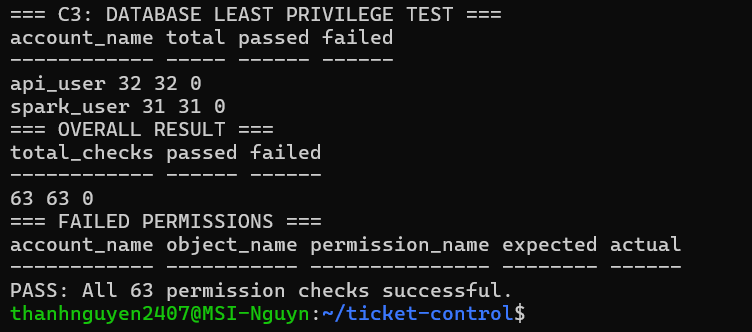 === C3: DATABASE LEAST PRIVILEGE TEST ===
account_name total passed failed
------------ ----- ------ ------
api_user 32 32 0
spark_user 31 31 0
=== OVERALL RESULT ===
total_checks passed failed
------------ ------ ------
63 63 0
=== FAILED PERMISSIONS ===
account_name object_name permission_name expected actual
------------ ----------- --------------- -------- ------
PASS: All 63 permission checks successful.
thanhnguyen2407@MSI-Nguyn:~/ticket-control$